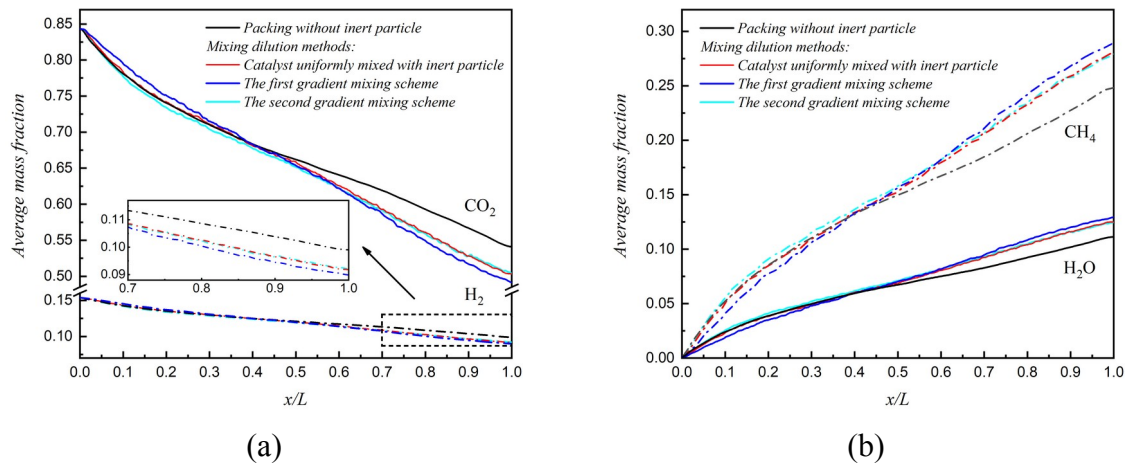 Packing without inert particle
Mixing dilution methods:
Catalyst uniformly mixed with inert particle
The first gradient mixing scheme
The second gradient mixing scheme
Average mass fraction
0.85
0.80
0.75
0.70
0.65
0.60
0.55
0.50
0.15
0.10
CO2
H2
0.11
0.10
0.09
0.7 0.8 0.9 1.0
0.0 0.1 0.2 0.3 0.4 0.5 0.6 0.7 0.8 0.9 1.0
x/L
(a)
Packing without inert particle
Mixing dilution methods:
Catalyst uniformly mixed with inert particle
The first gradient mixing scheme
The second gradient mixing scheme
Average mass fraction
0.30
0.25
0.20
0.15
0.10
0.05
0.00
CH4
H2O
0.0 0.1 0.2 0.3 0.4 0.5 0.6 0.7 0.8 0.9 1.0
x/L
(b)